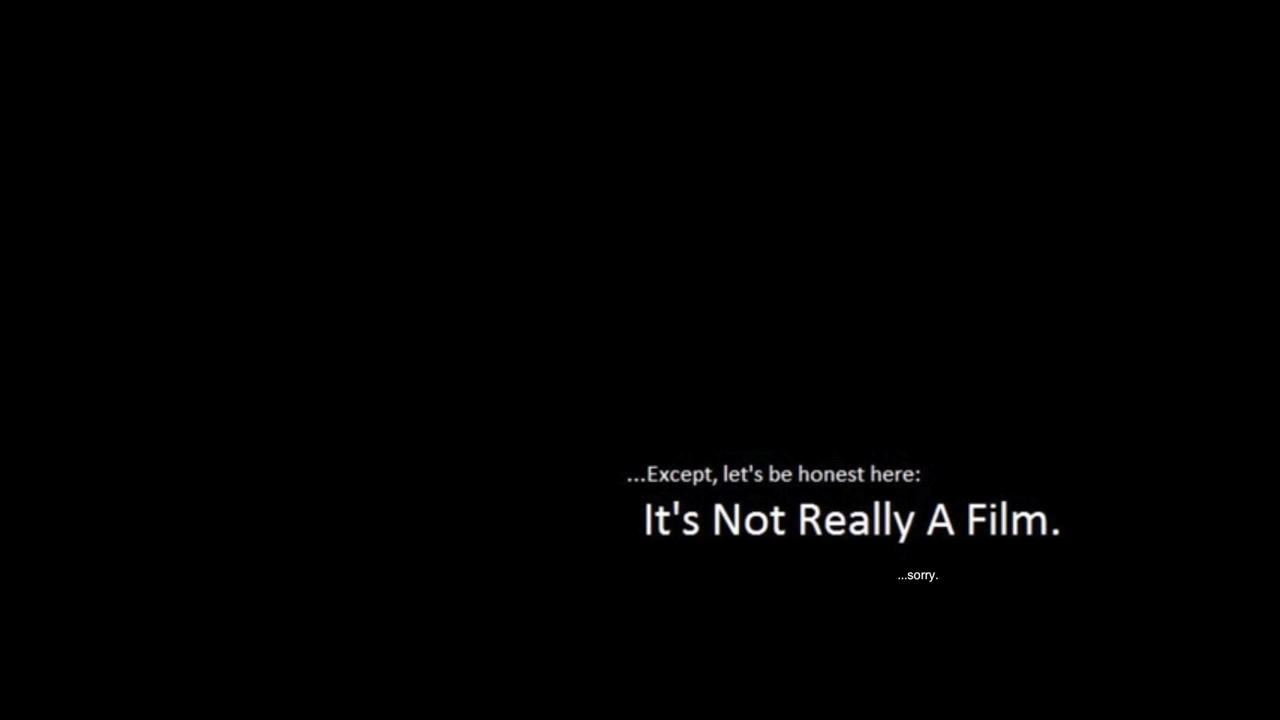 ...Except, let's be honest here:
It's Not Really A Film.
...sorry.